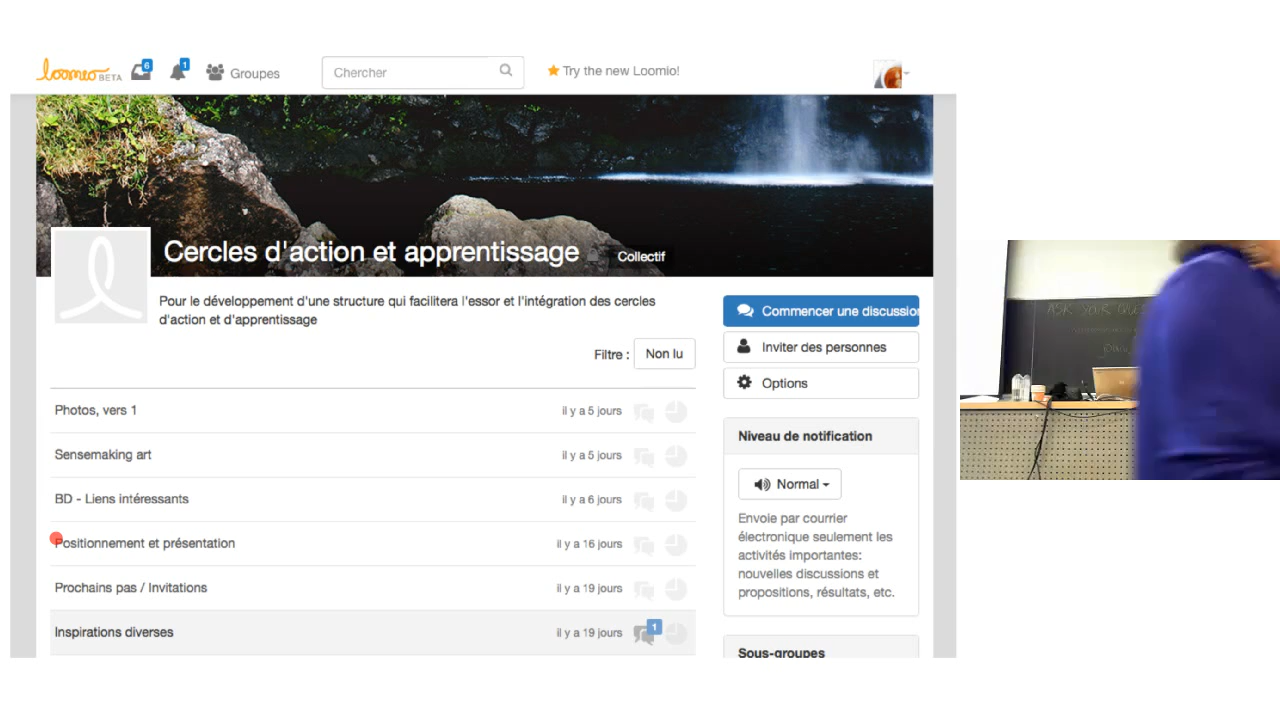 loomio BETA 6 1 Groupes Chercher Try the new Loomio!
Cercles d'action et apprentissage Collectif
Pour le développement d'une structure qui facilitera l'essor et l'intégration des cercles
d'action et d'apprentissage
Filtre : Non lu
Photos, vers 1 il y a 5 jours
Sensemaking art il y a 5 jours
BD - Liens intéressants il y a 6 jours
Positionnement et présentation il y a 16 jours
Prochains pas / Invitations il y a 19 jours
Inspirations diverses il y a 19 jours 1
Commencer une discussion
Inviter des personnes
Options
Niveau de notification
Normal
Envoie par courrier
électronique seulement les
activités importantes:
nouvelles discussions et
propositions, résultats, etc.
Sous-groupes
ASK YOUR